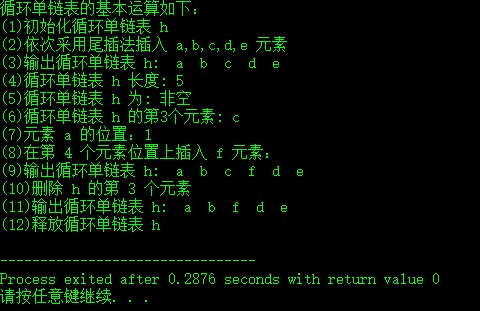 循环单链表的基本运算如下：
(1)初始化循环单链表 h
(2)依次采用尾插法插入 a,b,c,d,e 元素
(3)输出循环单链表 h:  a  b  c  d  e
(4)循环单链表 h 长度: 5
(5)循环单链表 h 为: 非空
(6)循环单链表 h 的第3个元素: c
(7)元素 a 的位置: 1
(8)在第 4 个元素位置上插入 f 元素:
(9)输出循环单链表 h:  a  b  c  f  d  e
(10)删除 h 的第 3 个元素
(11)输出循环单链表 h:  a  b  f  d  e
(12)释放循环单链表 h
--------------------------------
Process exited after 0.2876 seconds with return value 0
请按任意键继续. . .